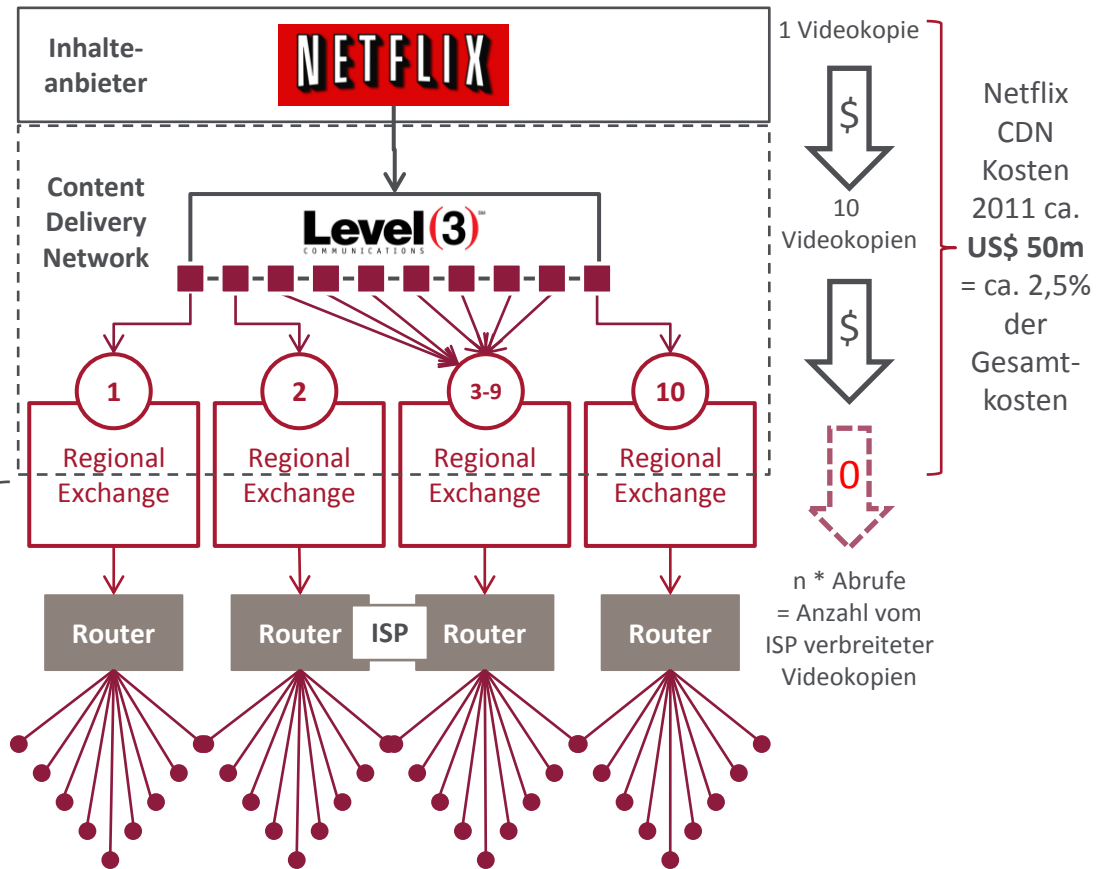 Inhalte-
anbieter
NETFLIX
Content
Delivery
Network
Level(3)℠
COMMUNICATIONS
1
2
3-9
10
Regional
Exchange
Regional
Exchange
Regional
Exchange
Regional
Exchange
Router
Router
ISP
Router
Router
1 Videokopie
$
10
Videokopien
$
0
n * Abrufe
= Anzahl vom
ISP verbreiteter
Videokopien
Netflix
CDN
Kosten
2011 ca.
US$ 50m
= ca. 2,5%
der
Gesamt-
kosten